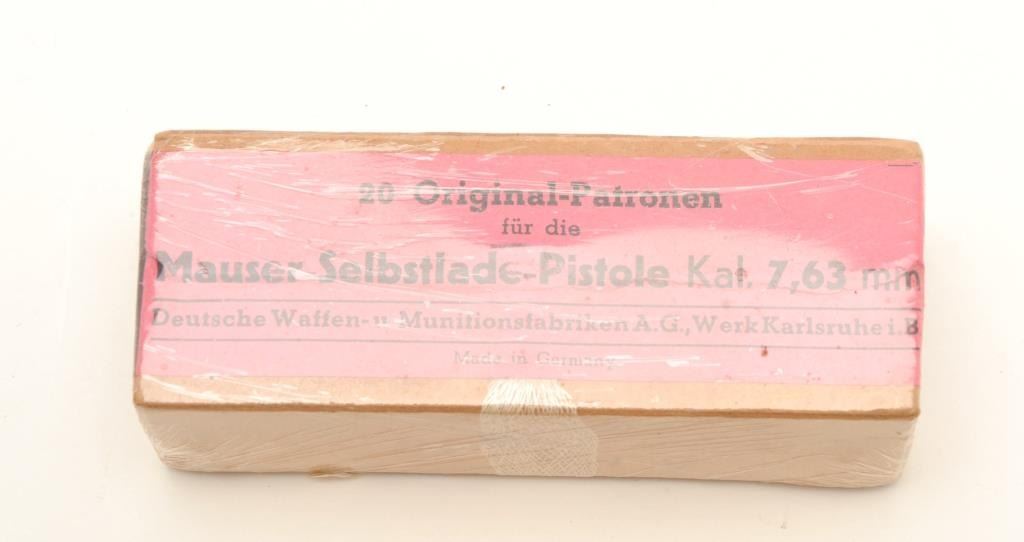 20 Original-Patronen
für die
Mauser Selbstlade-Pistole Kal. 7,63 mm
Deutsche Waffen- u. Munitionsfabriken A.G., Werk Karlsruhe i. B
Made in Germany.